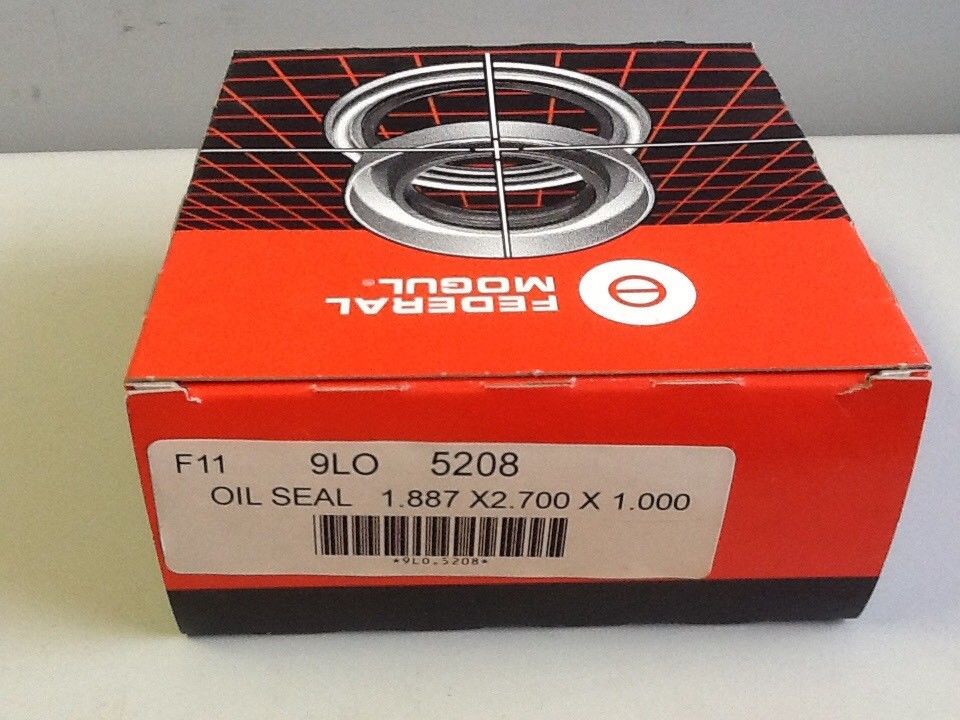 FEDERAL
MOGUL®
F11 9LO 5208
OIL SEAL 1.887 X2.700 X 1.000
*9LO.5208*